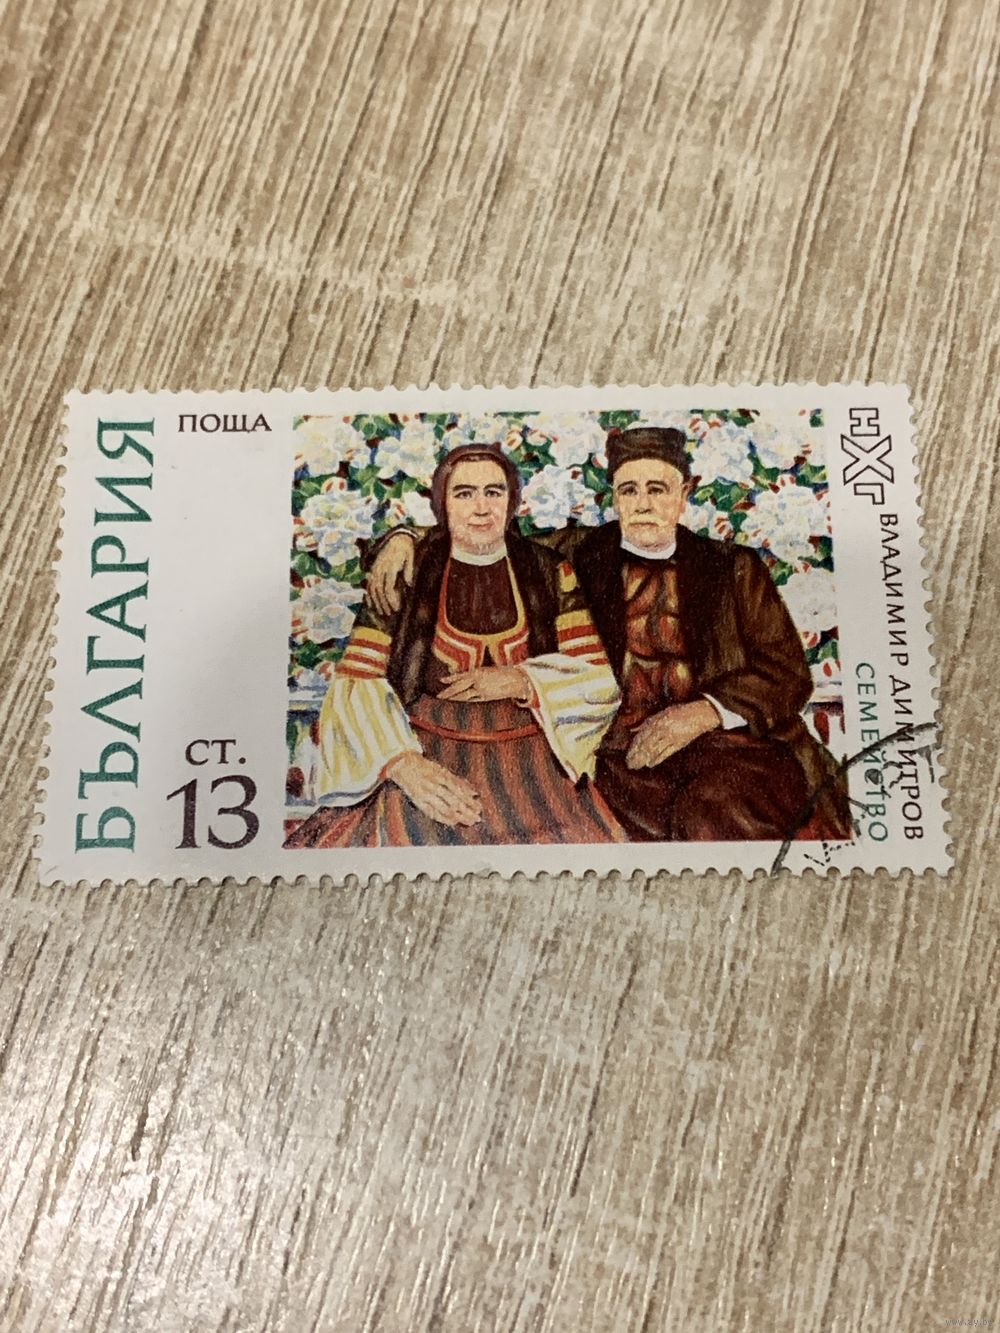 БЪЛГАРИЯ
ПОЩА
СТ.
13
НХГ
ВЛАДИМИР ДИМИТРОВ
СЕМЕЙСТВО